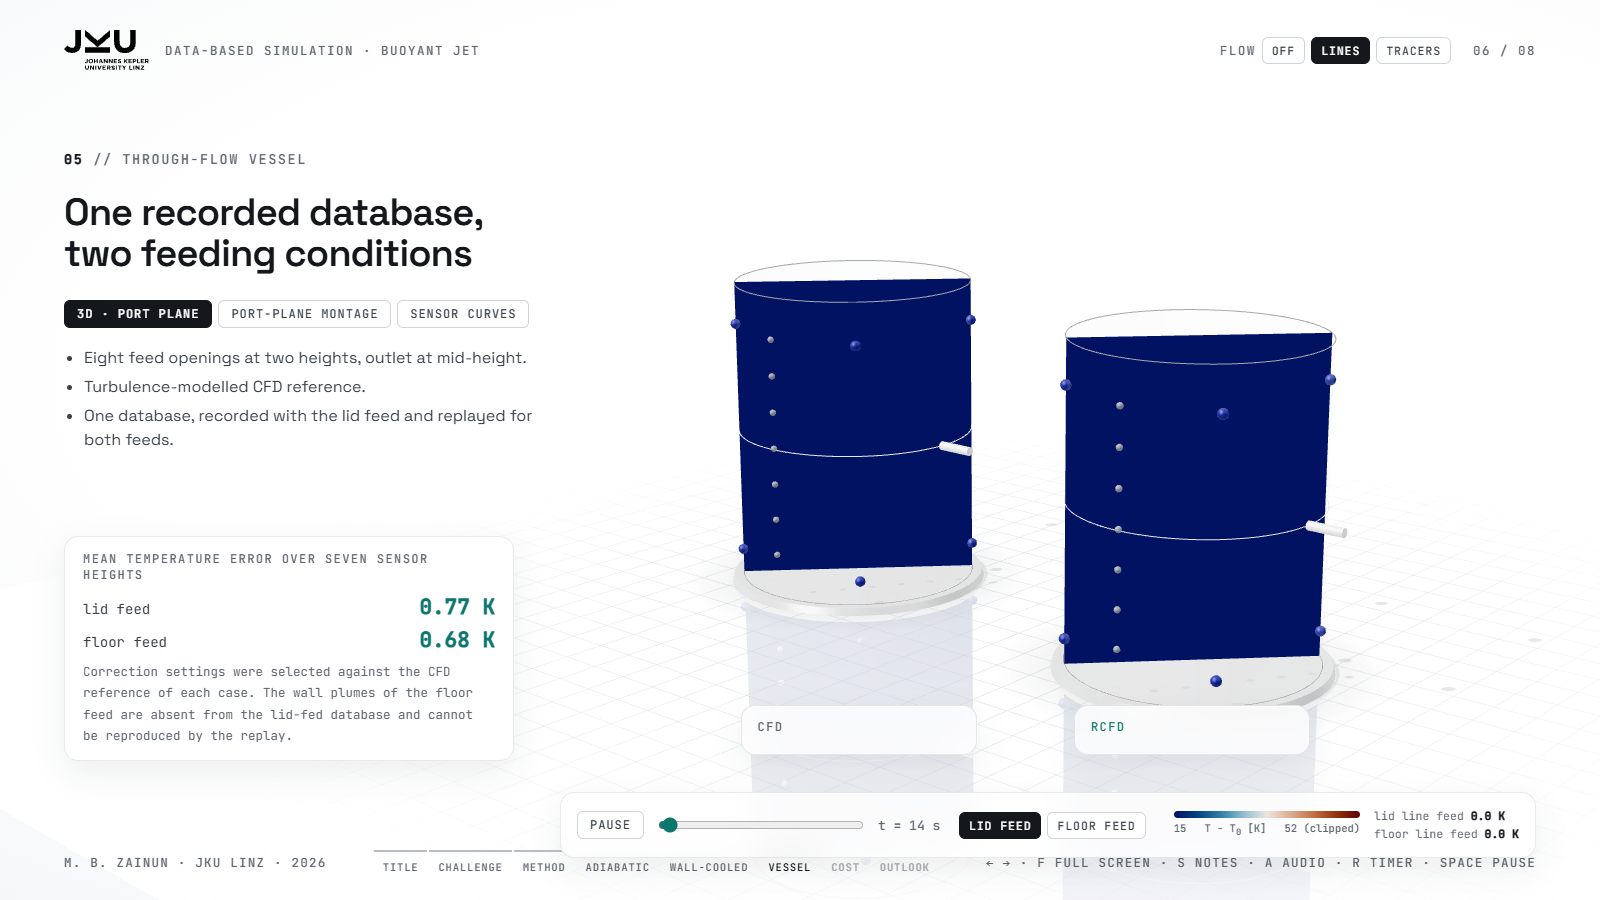 JKU
JOHANNES KEPLER
UNIVERSITY LINZ
DATA-BASED SIMULATION · BUOYANT JET
FLOW OFF LINES TRACERS 06 / 08
05 // THROUGH-FLOW VESSEL
One recorded database,
two feeding conditions
3D · PORT PLANE PORT-PLANE MONTAGE SENSOR CURVES
• Eight feed openings at two heights, outlet at mid-height.
• Turbulence-modelled CFD reference.
• One database, recorded with the lid feed and replayed for
both feeds.
MEAN TEMPERATURE ERROR OVER SEVEN SENSOR
HEIGHTS
lid feed 0.77 K
floor feed 0.68 K
Correction settings were selected against the CFD
reference of each case. The wall plumes of the floor
feed are absent from the lid-fed database and cannot
be reproduced by the replay.
CFD
RCFD
PAUSE t = 14 s LID FEED FLOOR FEED
15 T - T0 [K] 52 (clipped)
lid line feed 0.0 K
floor line feed 0.0 K
M. B. ZAINUN · JKU LINZ · 2026
TITLE CHALLENGE METHOD ADIABATIC WALL-COOLED VESSEL COST OUTLOOK
← → · F FULL SCREEN · S NOTES · A AUDIO · R TIMER · SPACE PAUSE